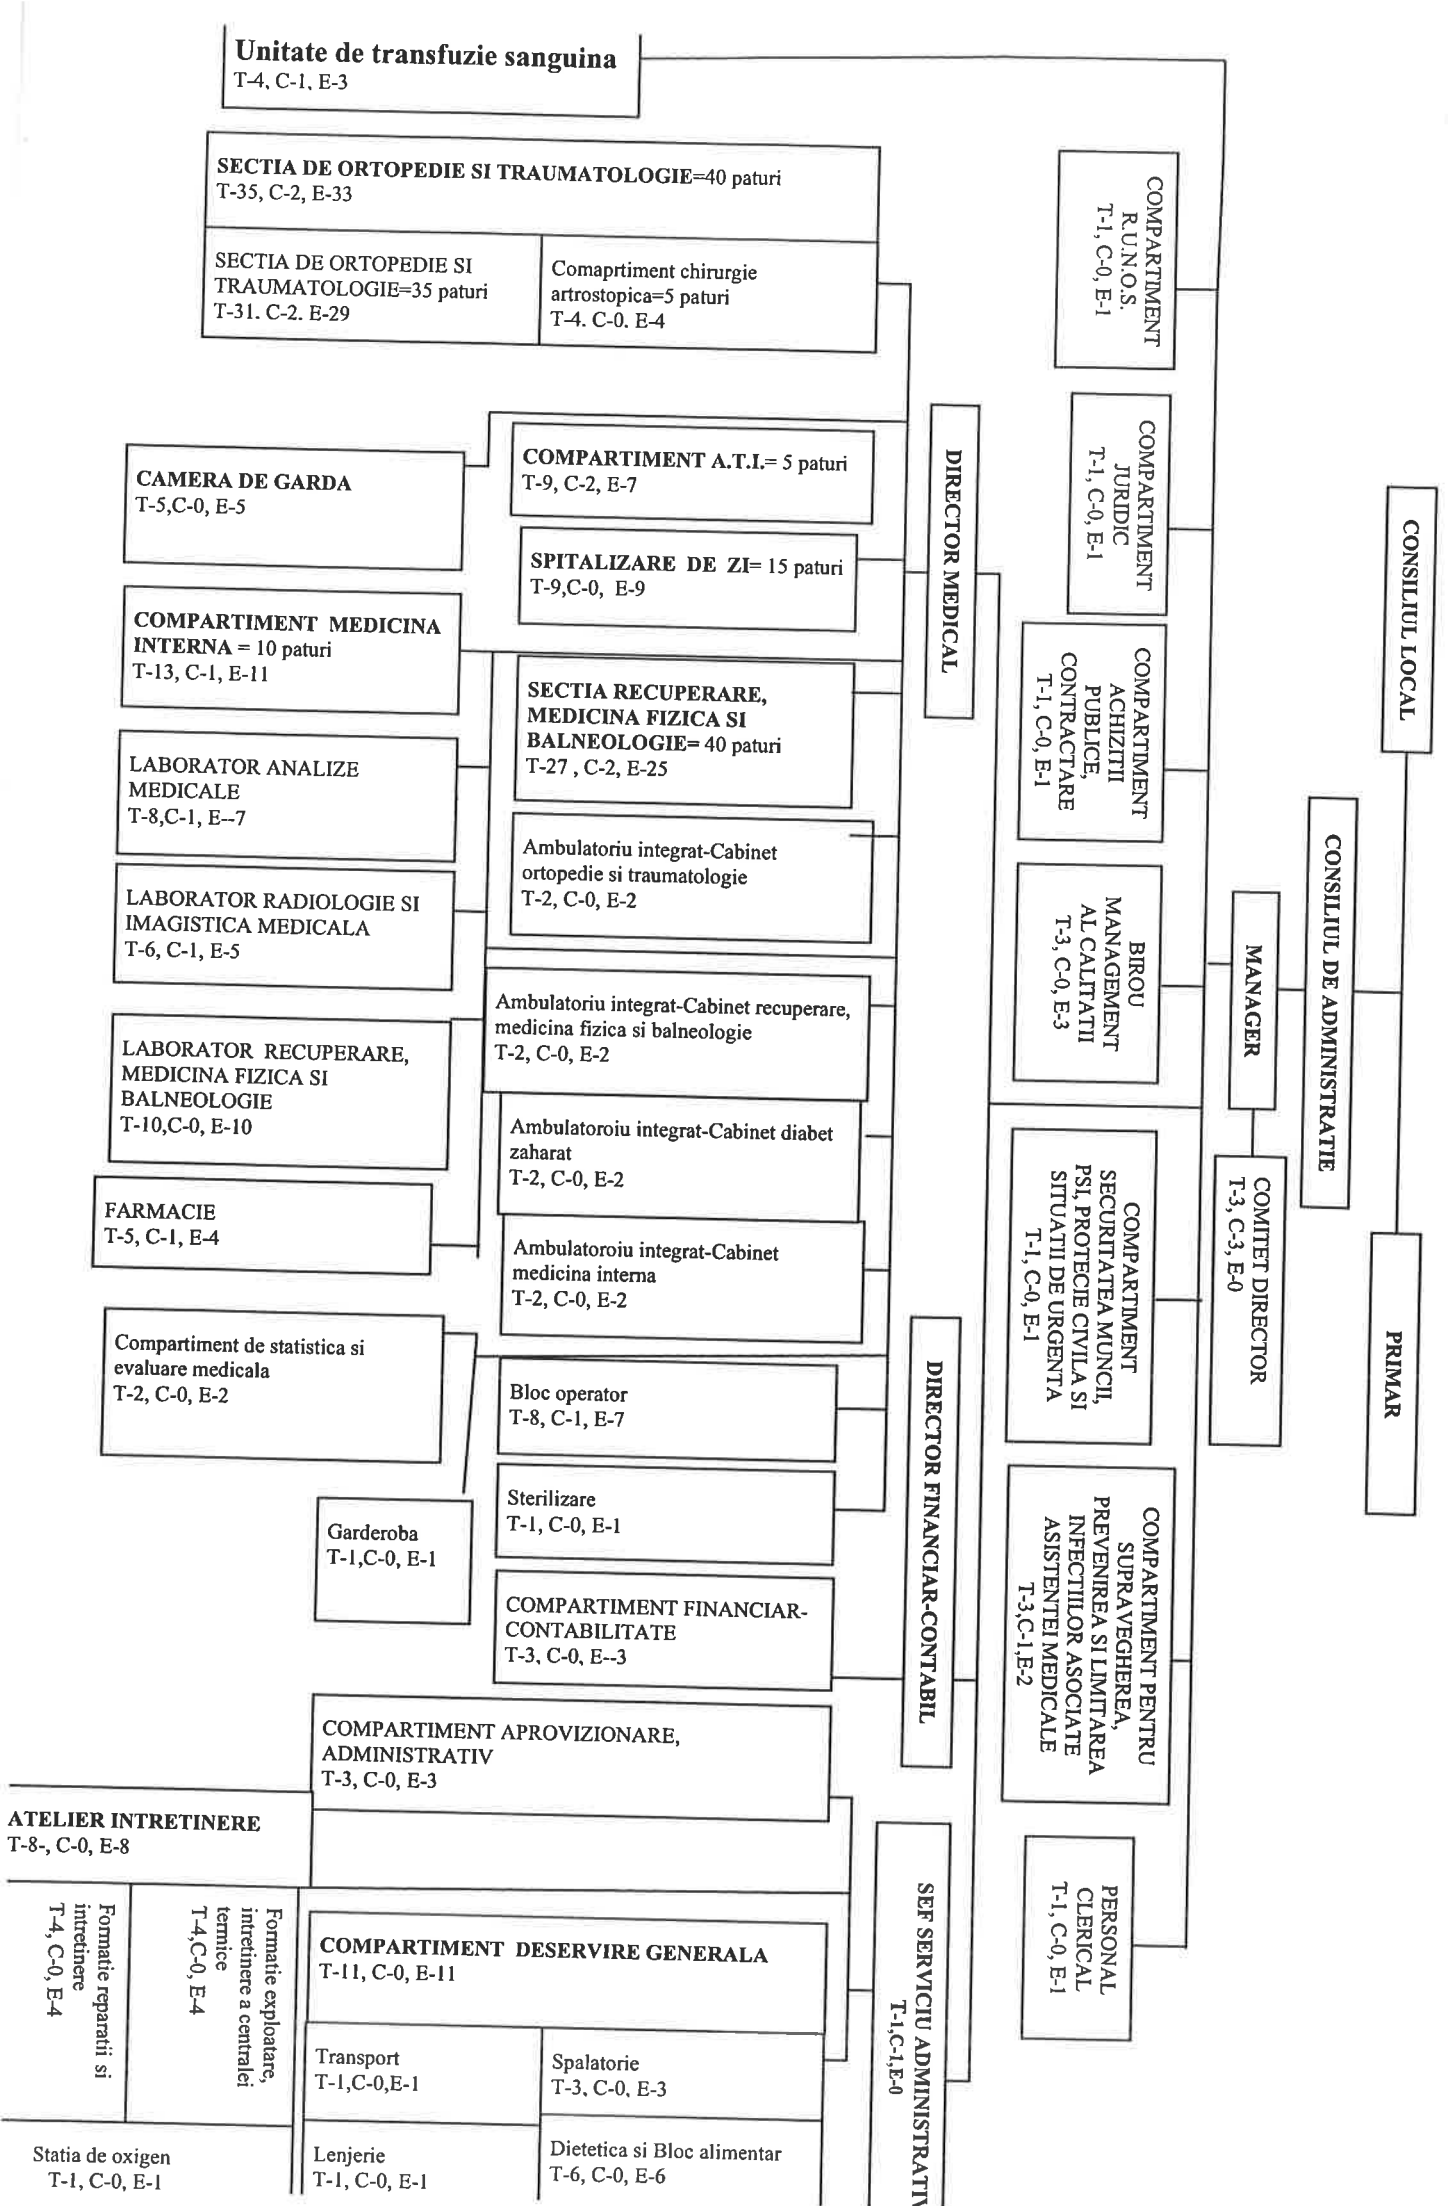 Unitate de transfuzie sanguina
T-4, C-1, E-3
SECTIA DE ORTOPEDIE SI TRAUMATOLOGIE=40 paturi
T-35, C-2, E-33
SECTIA DE ORTOPEDIE SI
TRAUMATOLOGIE=35 paturi
T-31. C-2. E-29
Comaprtiment chirurgie
artrostopica=5 paturi
T-4. C-0. E-4
CAMERA DE GARDA
T-5,C-0, E-5
COMPARTIMENT A.T.I.= 5 paturi
T-9, C-2, E-7
SPITALIZARE DE ZI= 15 paturi
T-9,C-0, E-9
COMPARTIMENT MEDICINA
INTERNA = 10 paturi
T-13, C-1, E-11
SECTIA RECUPERARE,
MEDICINA FIZICA SI
BALNEOLOGIE= 40 paturi
T-27 , C-2, E-25
LABORATOR ANALIZE
MEDICALE
T-8,C-1, E--7
Ambulatoriu integrat-Cabinet
ortopedie si traumatologie
T-2, C-0, E-2
LABORATOR RADIOLOGIE SI
IMAGISTICA MEDICALA
T-6, C-1, E-5
Ambulatoriu integrat-Cabinet recuperare,
medicina fizica si balneologie
T-2, C-0, E-2
LABORATOR RECUPERARE,
MEDICINA FIZICA SI
BALNEOLOGIE
T-10,C-0, E-10
Ambulatoroiu integrat-Cabinet diabet
zaharat
T-2, C-0, E-2
FARMACIE
T-5, C-1, E-4
Ambulatoroiu integrat-Cabinet
medicina interna
T-2, C-0, E-2
Compartiment de statistica si
evaluare medicala
T-2, C-0, E-2
Bloc operator
T-8, C-1, E-7
Sterilizare
T-1, C-0, E-1
Garderoba
T-1,C-0, E-1
COMPARTIMENT FINANCIAR-
CONTABILITATE
T-3, C-0, E--3
COMPARTIMENT APROVIZIONARE,
ADMINISTRATIV
T-3, C-0, E-3
ATELIER INTRETINERE
T-8-, C-0, E-8
Formatie reparatii si
intretinere
T-4, C-0, E-4
Formatie exploatare,
intretinere a centralei
termice
T-4,C-0, E-4
Statia de oxigen
T-1, C-0, E-1
COMPARTIMENT DESERVIRE GENERALA
T-11, C-0, E-11
Transport
T-1,C-0,E-1
Spalatorie
T-3, C-0, E-3
Lenjerie
T-1, C-0, E-1
Dietetica si Bloc alimentar
T-6, C-0, E-6
DIRECTOR MEDICAL
DIRECTOR FINANCIAR-CONTABIL
SEF SERVICIU ADMINISTRATIV
T-1,C-1,E-0
COMPARTIMENT
R.U.N.O.S.
T-1, C-0, E-1
COMPARTIMENT
JURIDIC
T-1, C-0, E-1
COMPARTIMENT
ACHIZITII
PUBLICE,
CONTRACTARE
T-1, C-0, E-1
BIROU
MANAGEMENT
AL CALITATII
T-3, C-0, E-3
COMPARTIMENT
SECURITATEA MUNCII,
PSI, PROTECIE CIVILA SI
SITUATII DE URGENTA
T-1, C-0, E-1
COMPARTIMENT PENTRU
SUPRAVEGHEREA,
PREVENIREA SI LIMITAREA
INFECTIILOR ASOCIATE
ASISTENTEI MEDICALE
T-3,C-1,E-2
PERSONAL
CLERICAL
T-1, C-0, E-1
CONSILIUL LOCAL
CONSILIUL DE ADMINISTRATIE
MANAGER
COMITET DIRECTOR
T-3, C-3, E-0
PRIMAR